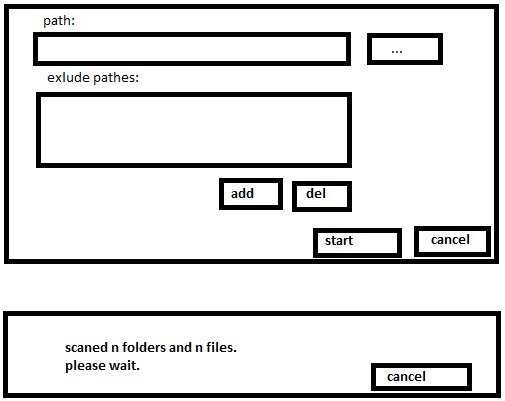 path:
...
exlude pathes:
add
del
start
cancel
scaned n folders and n files.
please wait.
cancel